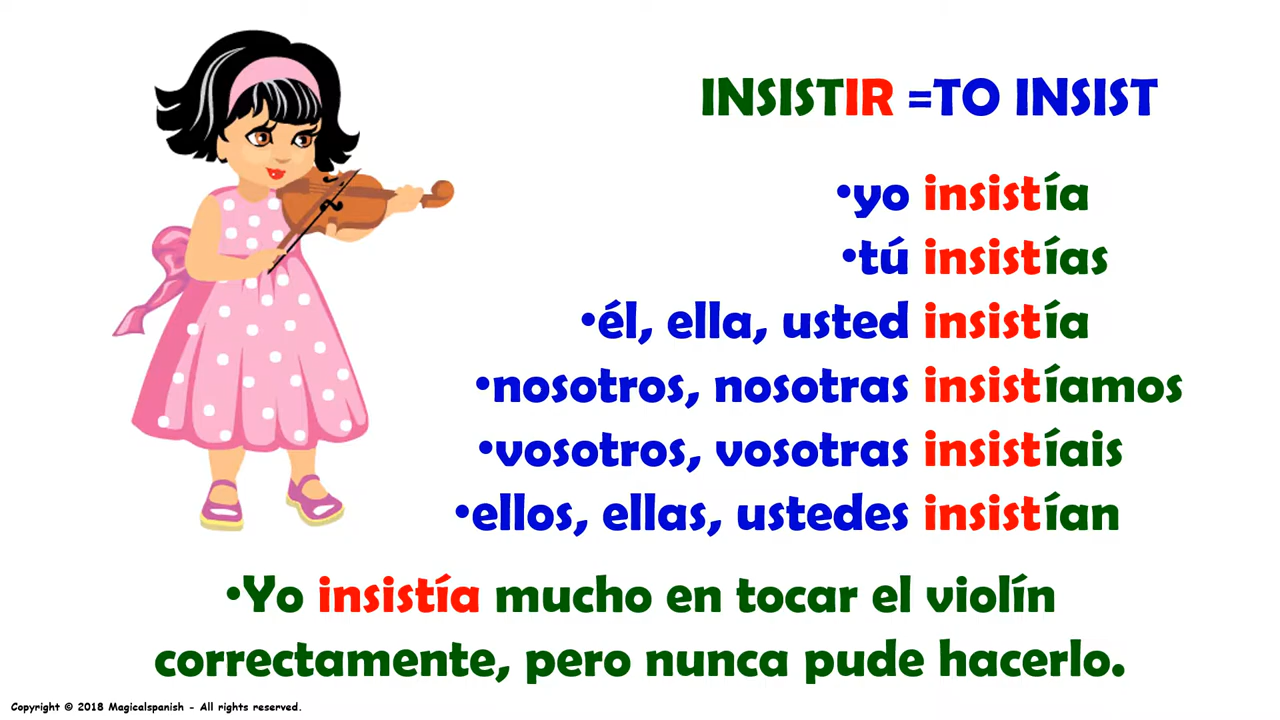 INSISTIR =TO INSIST
•yo insistía
•tú insistías
•él, ella, usted insistía
•nosotros, nosotras insistíamos
•vosotros, vosotras insistíais
•ellos, ellas, ustedes insistían
•Yo insistía mucho en tocar el violín
correctamente, pero nunca pude hacerlo.
Copyright © 2018 Magicalspanish - All rights reserved.